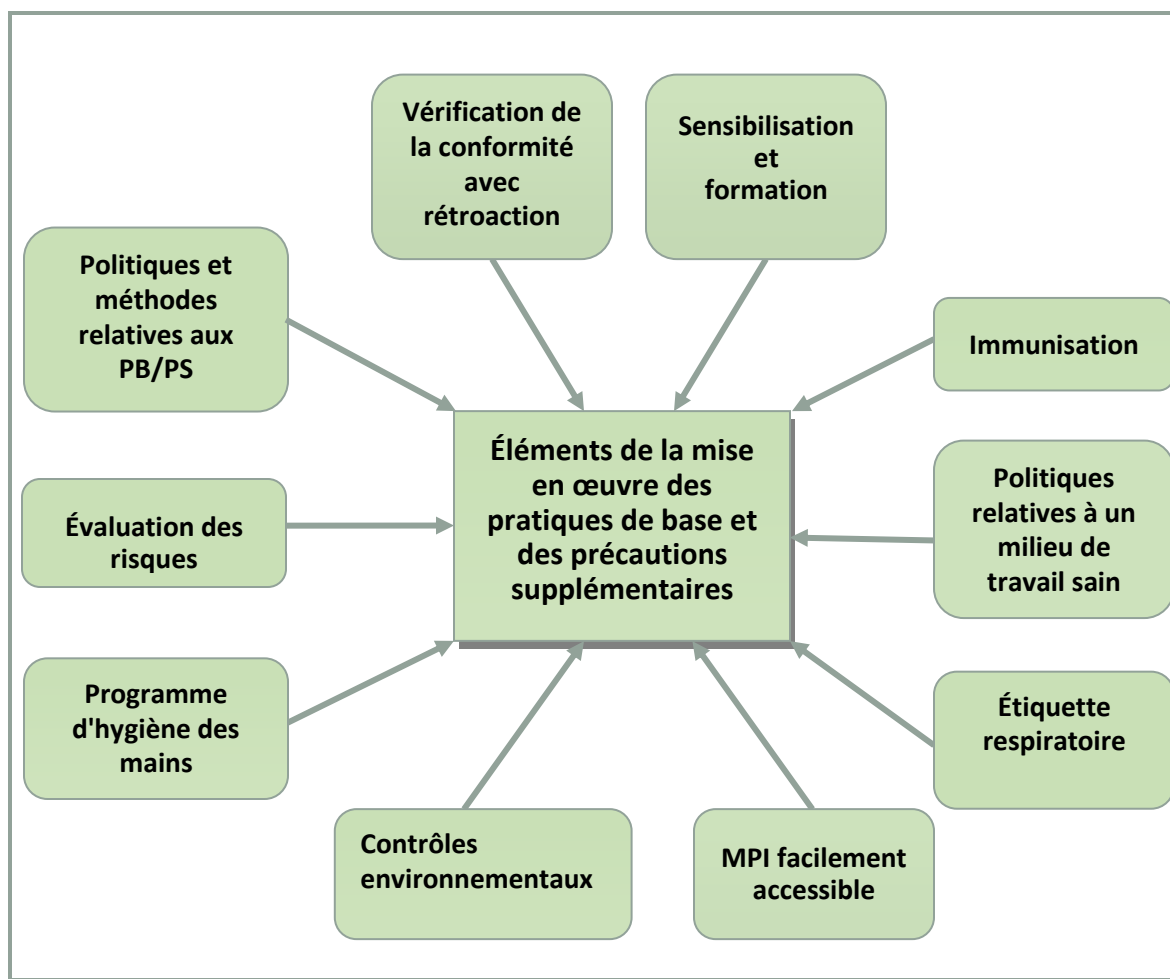 Vérification de
la conformité
avec
rétroaction
Sensibilisation
et
formation
Politiques et
méthodes
relatives aux
PB/PS
Immunisation
Éléments de la mise
en œuvre des
pratiques de base et
des précautions
supplémentaires
Politiques
relatives à un
milieu de
travail sain
Évaluation des
risques
Programme
d'hygiène des
mains
Étiquette
respiratoire
Contrôles
environnementaux
MPI facilement
accessible